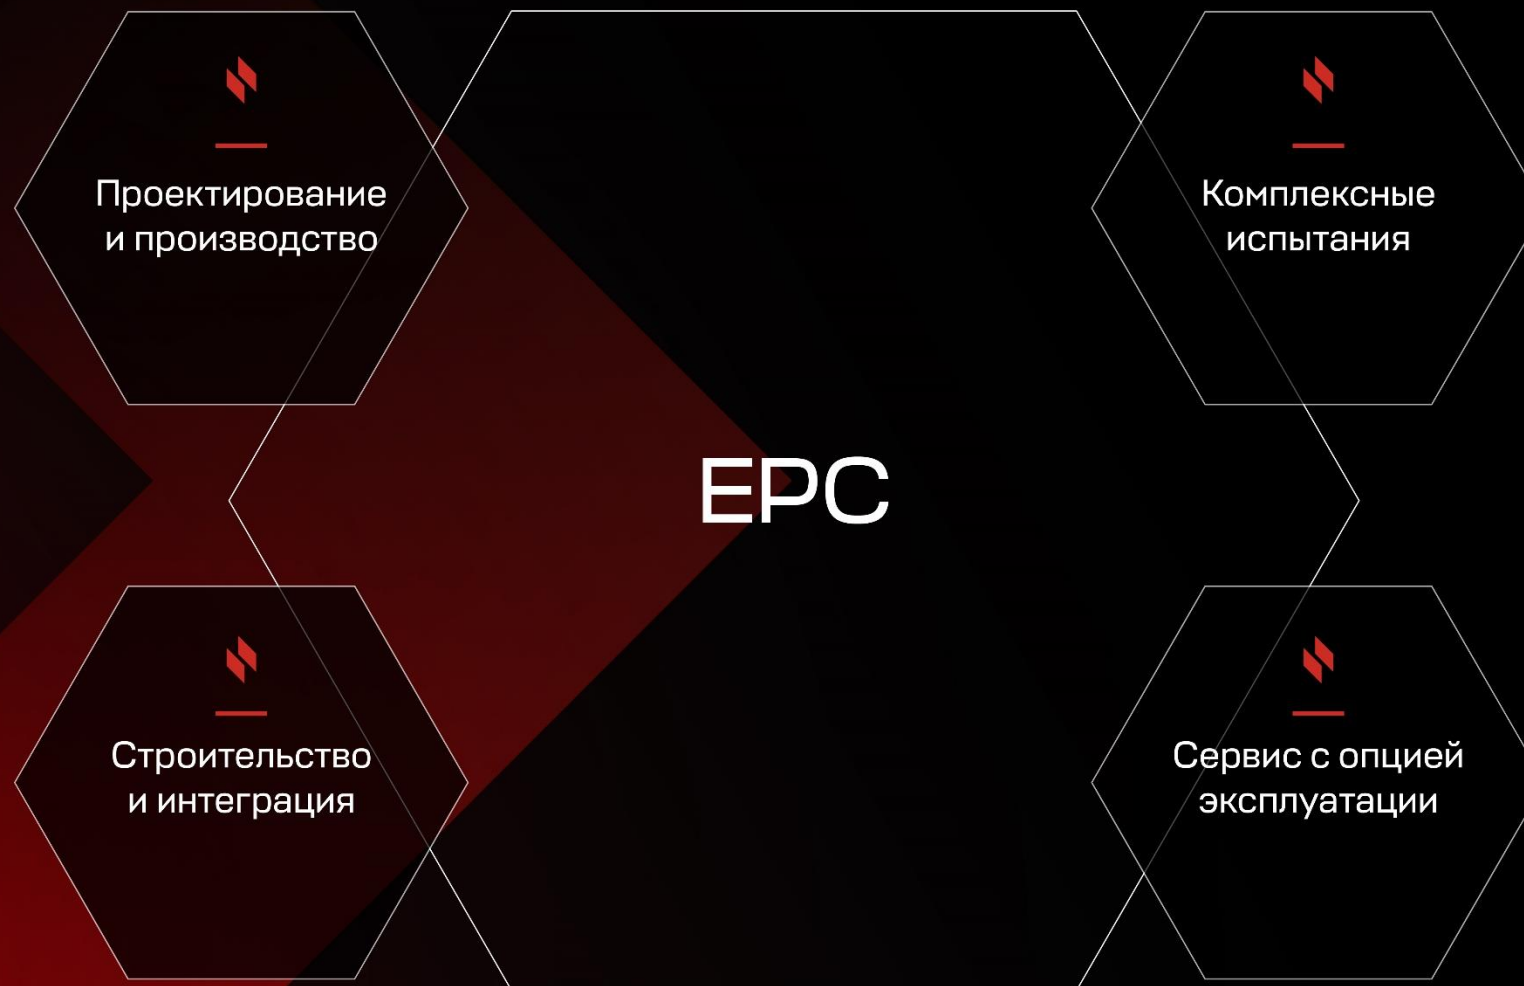 Проектирование
и производство
Комплексные
испытания
EPC
Строительство
и интеграция
Сервис с опцией
эксплуатации